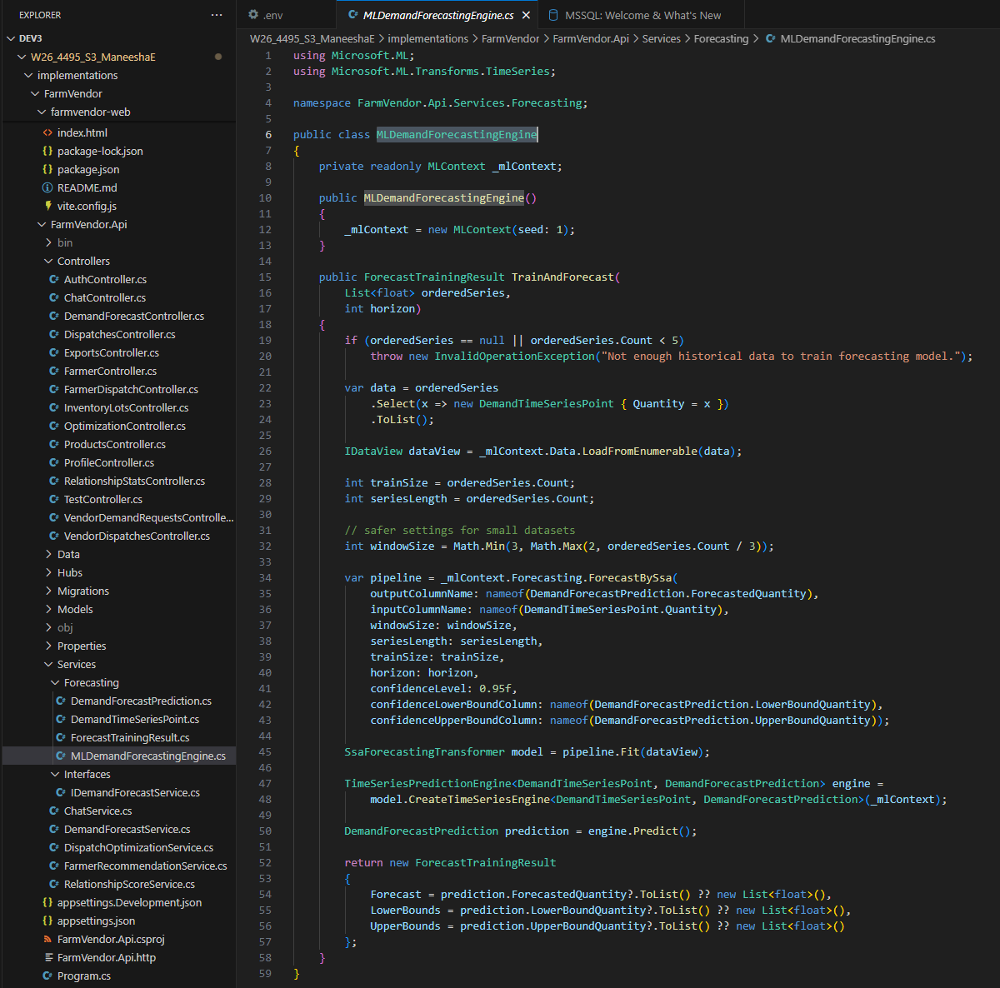 EXPLORER
DEV3
W26_4495_S3_ManeeshaE
implementations
FarmVendor
farmvendor-web
index.html
package-lock.json
package.json
README.md
vite.config.js
FarmVendor.Api
bin
Controllers
AuthController.cs
ChatController.cs
DemandForecastController.cs
DispatchesController.cs
ExportsController.cs
FarmerController.cs
FarmerDispatchController.cs
InventoryLotsController.cs
OptimizationController.cs
ProductsController.cs
ProfileController.cs
RelationshipStatsController.cs
TestController.cs
VendorDemandRequestsControlle...
VendorDispatchesController.cs
Data
Hubs
Migrations
Models
obj
Properties
Services
Forecasting
DemandForecastPrediction.cs
DemandTimeSeriesPoint.cs
ForecastTrainingResult.cs
MLDemandForecastingEngine.cs
Interfaces
IDemandForecastService.cs
ChatService.cs
DemandForecastService.cs
DispatchOptimizationService.cs
FarmerRecommendationService.cs
RelationshipScoreService.cs
appsettings.Development.json
appsettings.json
FarmVendor.Api.csproj
FarmVendor.Api.http
Program.cs
.env
MLDemandForecastingEngine.cs
MSSQL: Welcome & What's New
W26_4495_S3_ManeeshaE > implementations > FarmVendor > FarmVendor.Api > Services > Forecasting > MLDemandForecastingEngine.cs
1 using Microsoft.ML;
2 using Microsoft.ML.Transforms.TimeSeries;
3
4 namespace FarmVendor.Api.Services.Forecasting;
5
6 public class MLDemandForecastingEngine
7 {
8     private readonly MLContext _mlContext;
9
10     public MLDemandForecastingEngine()
11     {
12         _mlContext = new MLContext(seed: 1);
13     }
14
15     public ForecastTrainingResult TrainAndForecast(
16         List<float> orderedSeries,
17         int horizon)
18     {
19         if (orderedSeries == null || orderedSeries.Count < 5)
20             throw new InvalidOperationException("Not enough historical data to train forecasting model.");
21
22         var data = orderedSeries
23             .Select(x => new DemandTimeSeriesPoint { Quantity = x })
24             .ToList();
25
26         IDataView dataView = _mlContext.Data.LoadFromEnumerable(data);
27
28         int trainSize = orderedSeries.Count;
29         int seriesLength = orderedSeries.Count;
30
31         // safer settings for small datasets
32         int windowSize = Math.Min(3, Math.Max(2, orderedSeries.Count / 3));
33
34         var pipeline = _mlContext.Forecasting.ForecastBySsa(
35             outputColumnName: nameof(DemandForecastPrediction.ForecastedQuantity),
36             inputColumnName: nameof(DemandTimeSeriesPoint.Quantity),
37             windowSize: windowSize,
38             seriesLength: seriesLength,
39             trainSize: trainSize,
40             horizon: horizon,
41             confidenceLevel: 0.95f,
42             confidenceLowerBoundColumn: nameof(DemandForecastPrediction.LowerBoundQuantity),
43             confidenceUpperBoundColumn: nameof(DemandForecastPrediction.UpperBoundQuantity));
44
45         SsaForecastingTransformer model = pipeline.Fit(dataView);
46
47         TimeSeriesPredictionEngine<DemandTimeSeriesPoint, DemandForecastPrediction> engine =
48             model.CreateTimeSeriesEngine<DemandTimeSeriesPoint, DemandForecastPrediction>(_mlContext);
49
50         DemandForecastPrediction prediction = engine.Predict();
51
52         return new ForecastTrainingResult
53         {
54             Forecast = prediction.ForecastedQuantity?.ToList() ?? new List<float>(),
55             LowerBounds = prediction.LowerBoundQuantity?.ToList() ?? new List<float>(),
56             UpperBounds = prediction.UpperBoundQuantity?.ToList() ?? new List<float>()
57         };
58     }
59 }